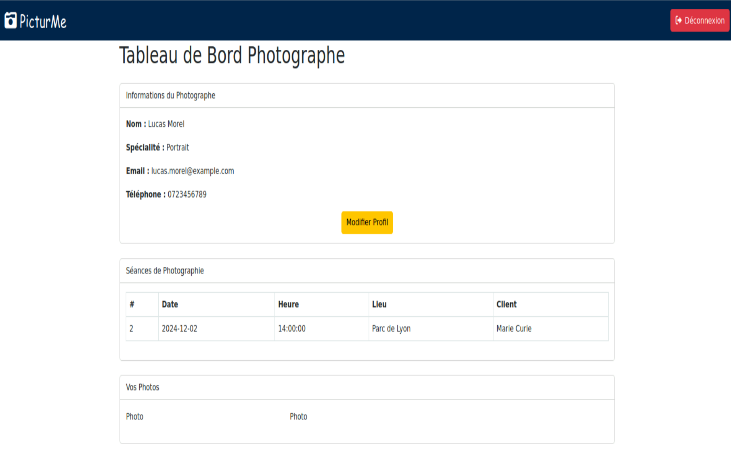 PicturMe
Déconnexion
Tableau de Bord Photographe
Informations du Photographe
Nom : Lucas Morel
Spécialité : Portrait
Email : lucas.morel@example.com
Téléphone : 0723456789
Modifier Profil
Séances de Photographie
# Date Heure Lieu Client
2 2024-12-02 14:00:00 Parc de Lyon Marie Curie
Vos Photos
Photo Photo